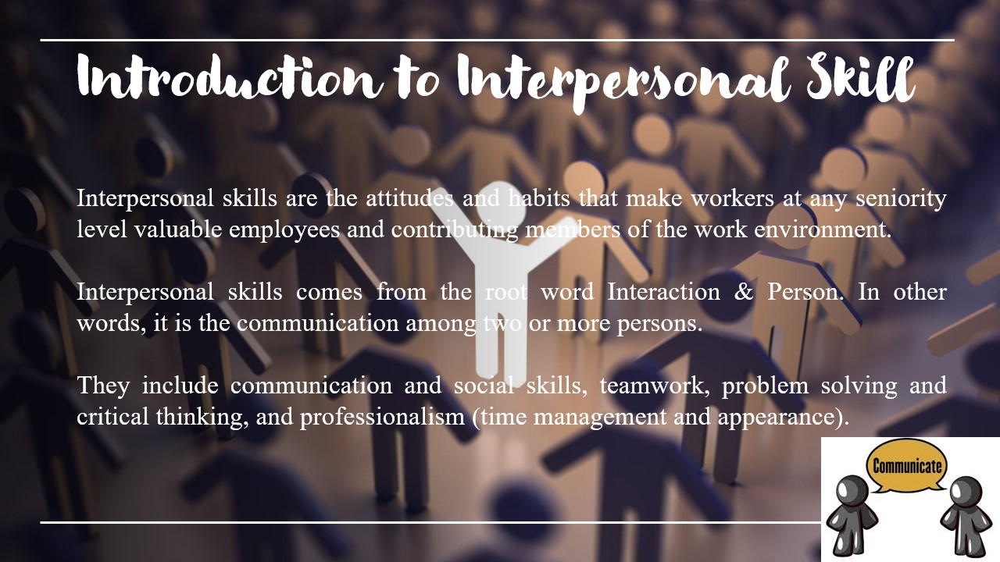 Introduction to Interpersonal Skill
Interpersonal skills are the attitudes and habits that make workers at any seniority
level valuable employees and contributing members of the work environment.
Interpersonal skills comes from the root word Interaction & Person. In other
words, it is the communication among two or more persons.
They include communication and social skills, teamwork, problem solving and
critical thinking, and professionalism (time management and appearance).
Communicate